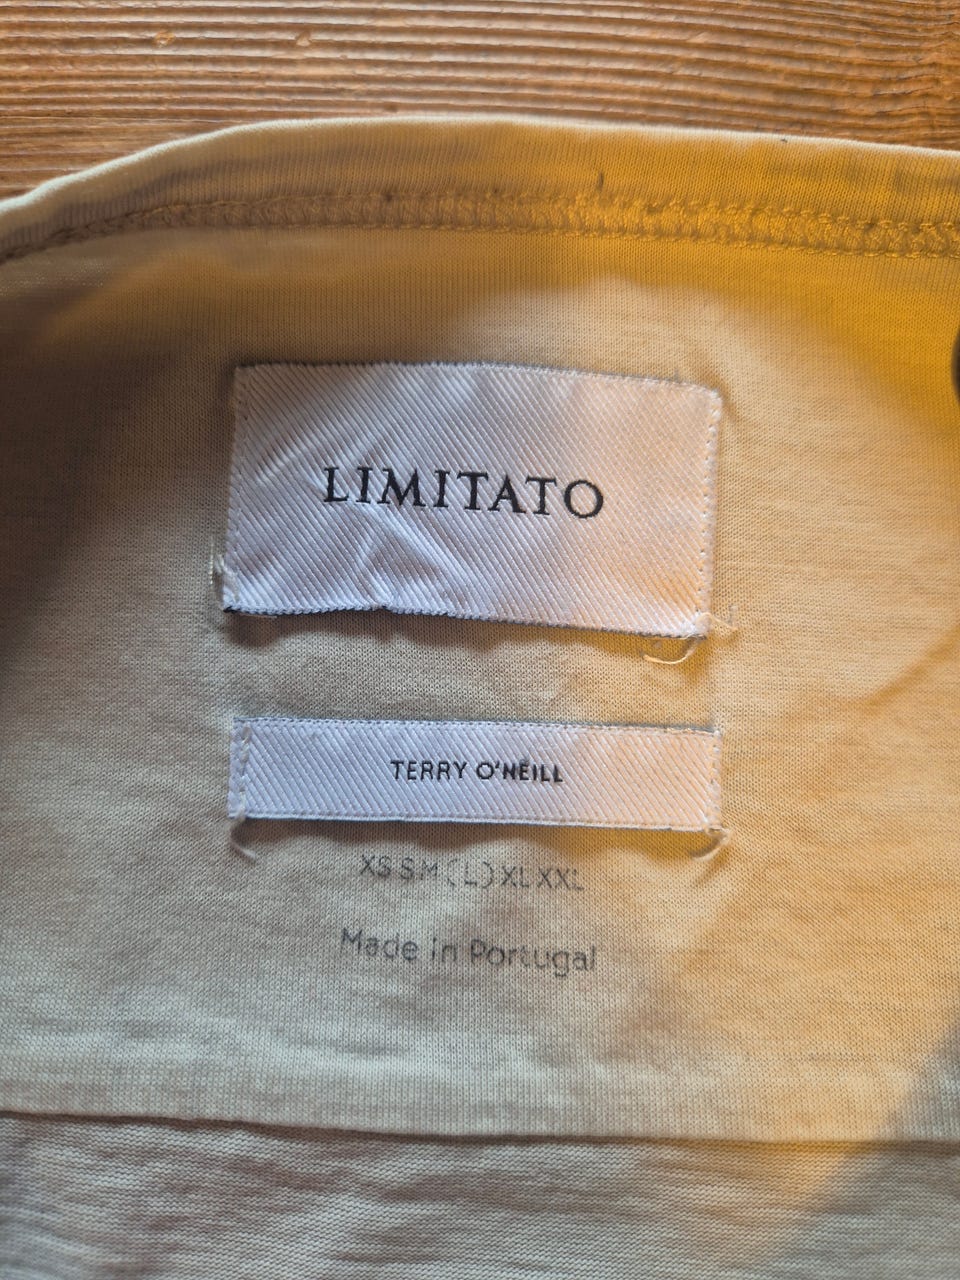 LIMITATO
TERRY O'NEILL
XS S M (L) XL XXL
Made in Portugal